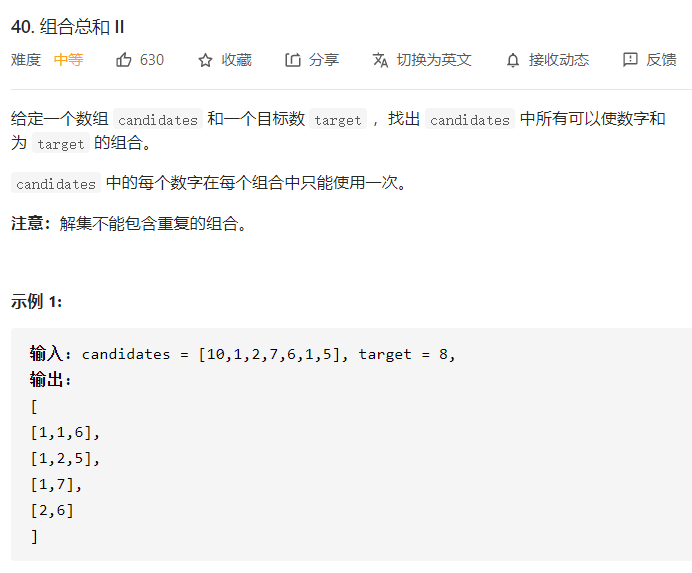 40. 组合总和 II
难度 中等 630 收藏 分享 切换为英文 接收动态 反馈
给定一个数组 candidates 和一个目标数 target ，找出 candidates 中所有可以使数字和
为 target 的组合。
candidates 中的每个数字在每个组合中只能使用一次。
注意：解集不能包含重复的组合。
示例 1:
输入: candidates = [10,1,2,7,6,1,5], target = 8,
输出:
[
[1,1,6],
[1,2,5],
[1,7],
[2,6]
]